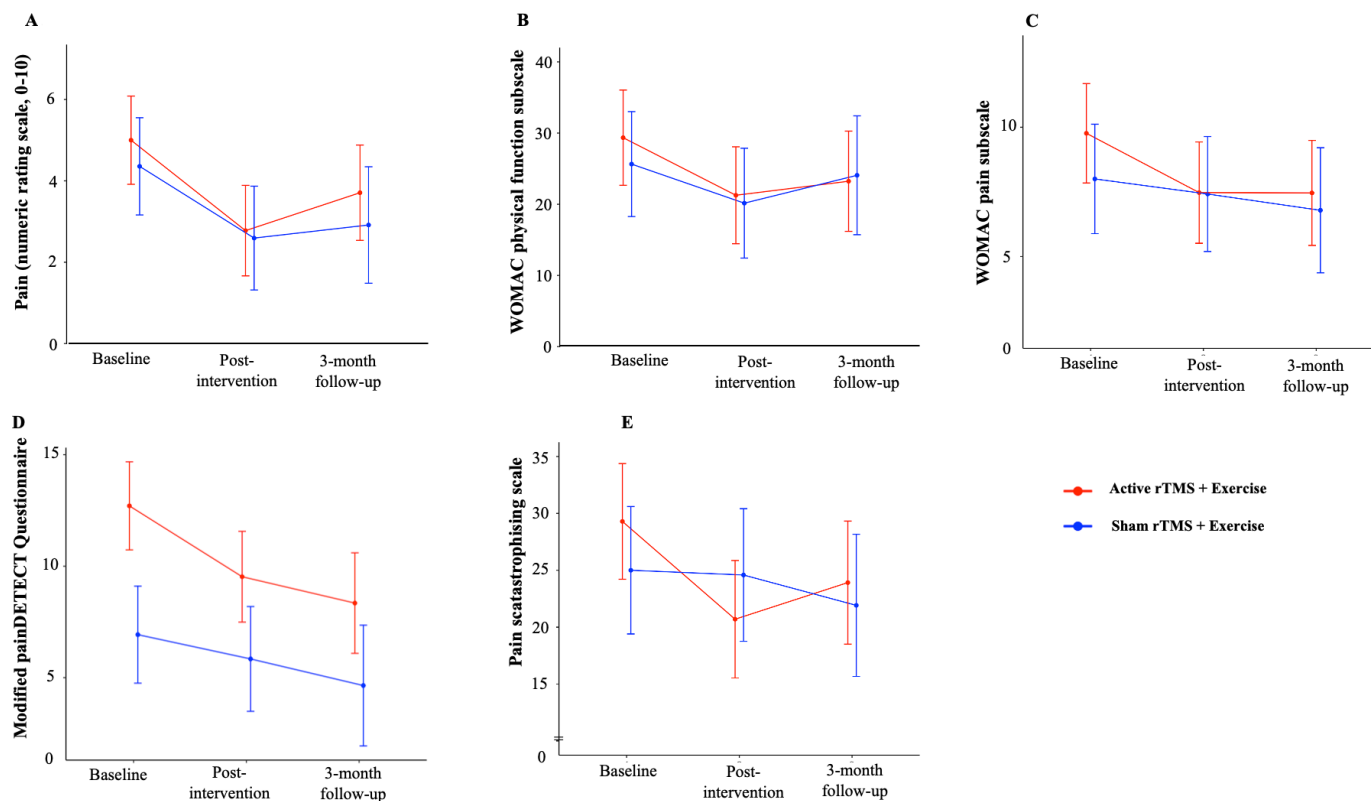 A
Pain (numeric rating scale, 0-10)
6
4
2
0
Baseline
Post-
intervention
3-month
follow-up
B
WOMAC physical function subscale
40
30
20
10
0
Baseline
Post-
intervention
3-month
follow-up
C
WOMAC pain subscale
10
5
0
Baseline
Post-
intervention
3-month
follow-up
D
Modified painDETECT Questionnaire
15
10
5
0
Baseline
Post-
intervention
3-month
follow-up
E
Pain scatastrophising scale
35
30
25
20
15
0
Baseline
Post-
intervention
3-month
follow-up
Active rTMS + Exercise
Sham rTMS + Exercise